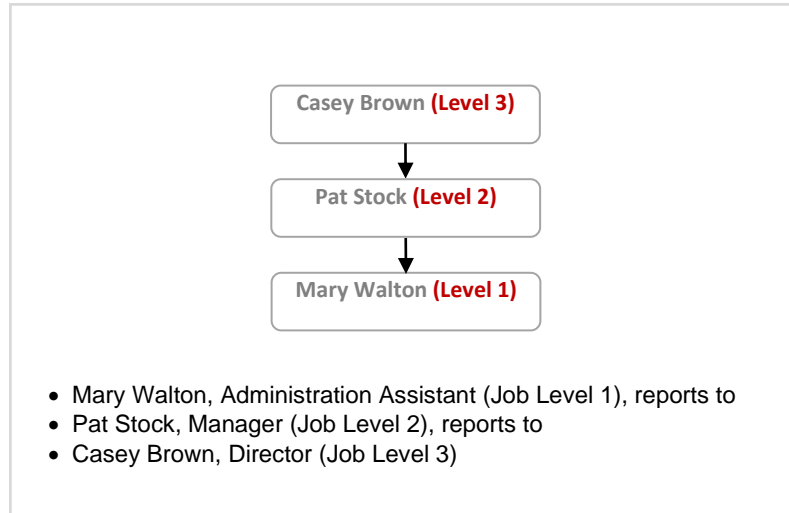 Casey Brown (Level 3)
Pat Stock (Level 2)
Mary Walton (Level 1)
• Mary Walton, Administration Assistant (Job Level 1), reports to
• Pat Stock, Manager (Job Level 2), reports to
• Casey Brown, Director (Job Level 3)